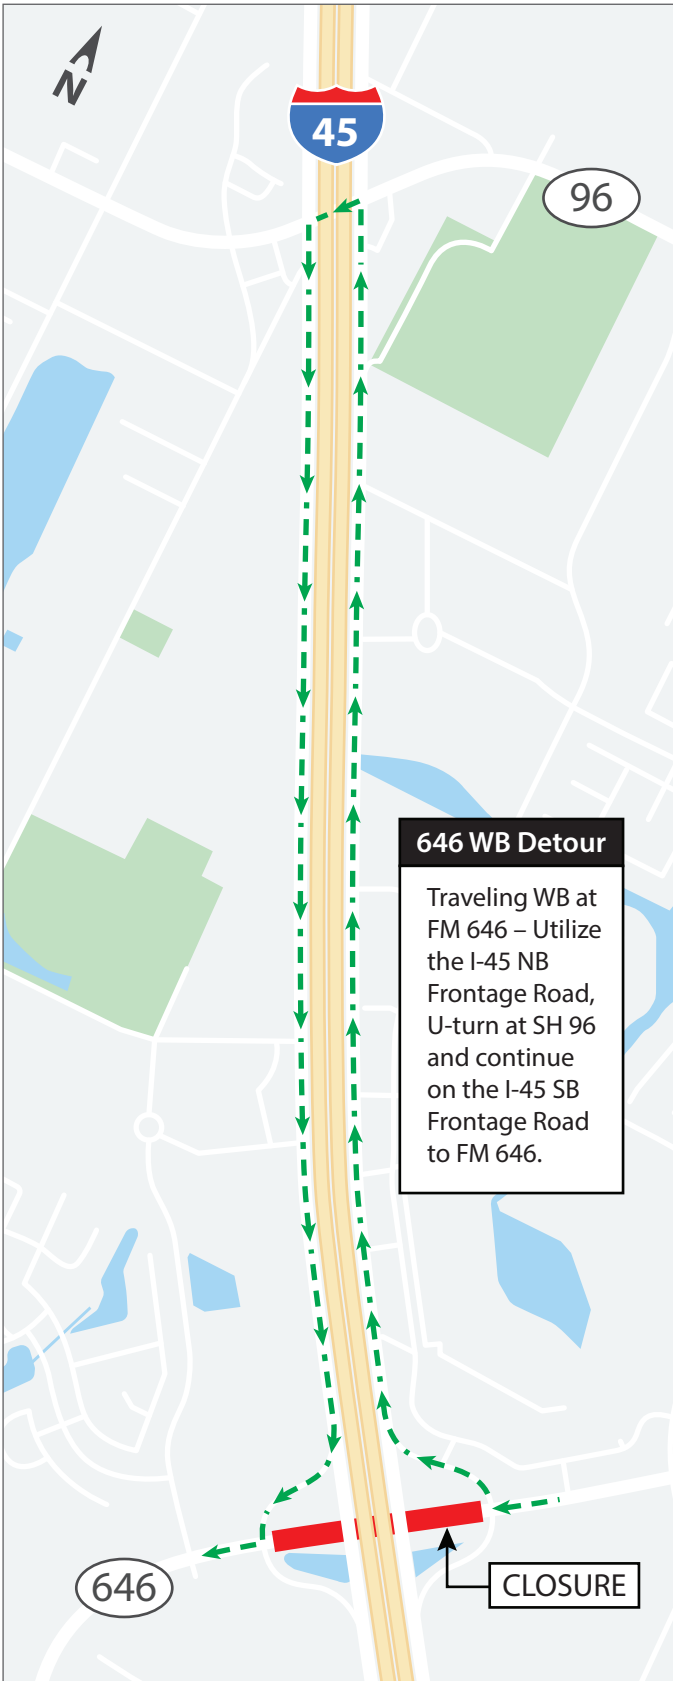 N
45
96
646 WB Detour
Traveling WB at
FM 646 – Utilize
the I-45 NB
Frontage Road,
U-turn at SH 96
and continue
on the I-45 SB
Frontage Road
to FM 646.
646
CLOSURE